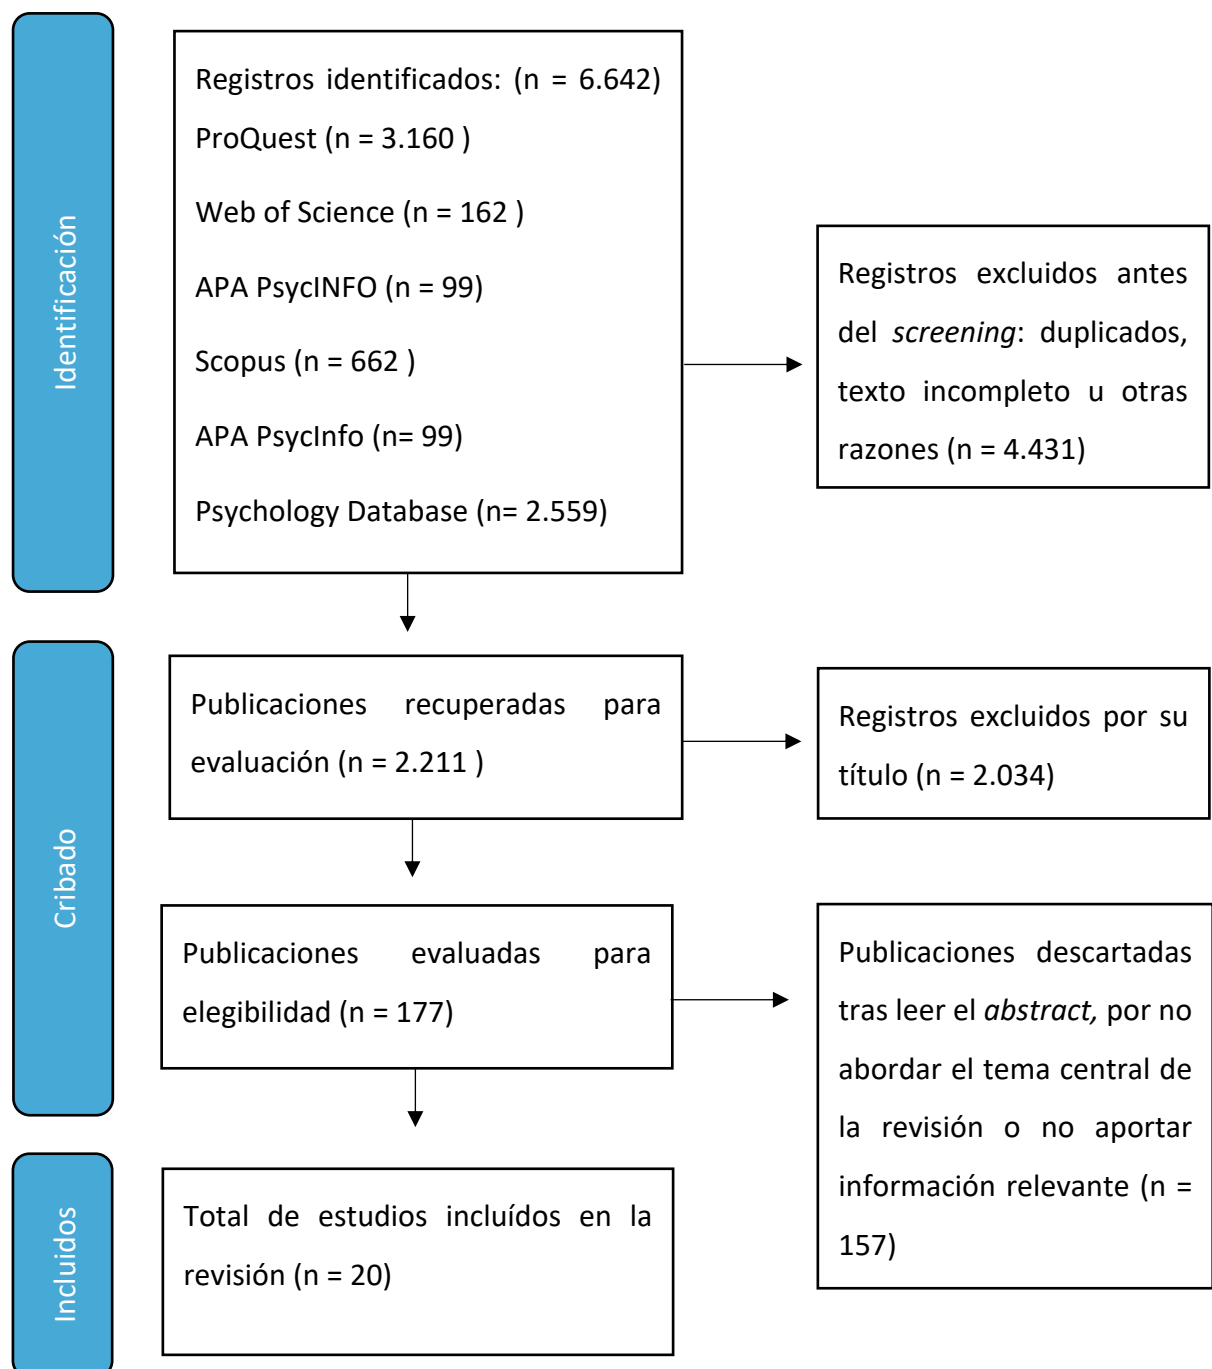 Identificación
Registros identificados: (n = 6.642)
ProQuest (n = 3.160 )
Web of Science (n = 162 )
APA PsycINFO (n = 99)
Scopus (n = 662 )
APA PsycInfo (n= 99)
Psychology Database (n= 2.559)
Registros excluidos antes
del screening: duplicados,
texto incompleto u otras
razones (n = 4.431)
Cribado
Publicaciones recuperadas para
evaluación (n = 2.211 )
Registros excluidos por su
título (n = 2.034)
Publicaciones evaluadas para
elegibilidad (n = 177)
Publicaciones descartadas
tras leer el abstract, por no
abordar el tema central de
la revisión o no aportar
información relevante (n =
157)
Incluidos
Total de estudios incluídos en la
revisión (n = 20)